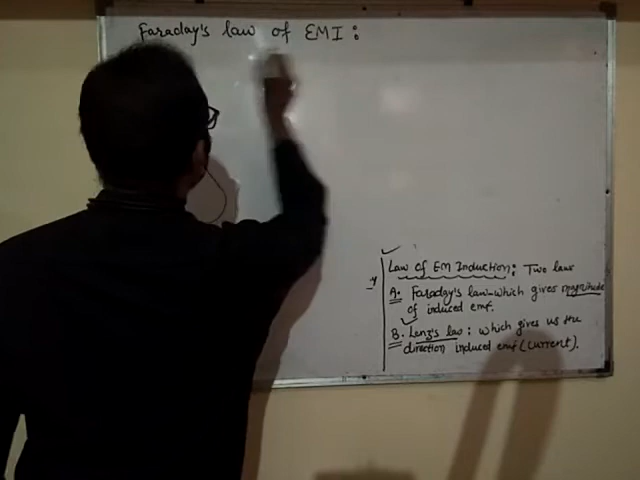 Faraday's law of EMI :
Law of EM Induction : Two law
A. Faraday's law - which gives magnitude
of induced emf.
B. Lenz's law : which gives us the
direction induced emf (current).